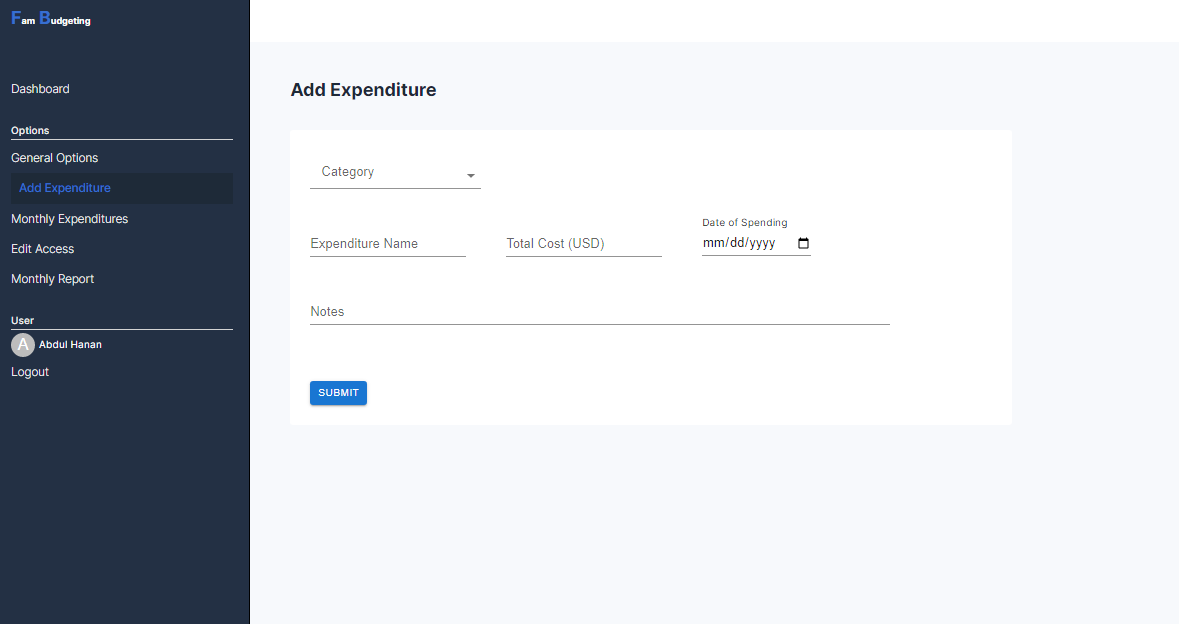 Fam Budgeting
Dashboard
Options
General Options
Add Expenditure
Monthly Expenditures
Edit Access
Monthly Report
User
A Abdul Hanan
Logout
Add Expenditure
Category
Date of Spending
Expenditure Name Total Cost (USD) mm/dd/yyyy
Notes
SUBMIT